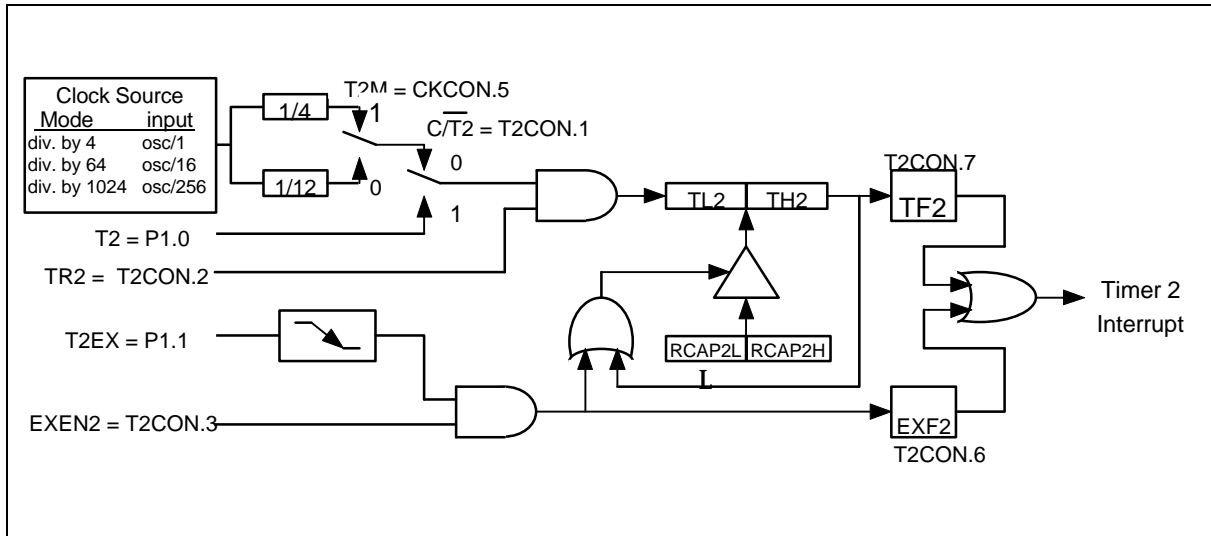 Clock Source
Mode input
div. by 4 osc/1
div. by 64 osc/16
div. by 1024 osc/256
1/4
1/12
T2M = CKCON.5
1
0
C/T2 = T2CON.1
0
1
T2 = P1.0
TR2 = T2CON.2
T2EX = P1.1
EXEN2 = T2CON.3
TL2 TH2
RCAP2L RCAP2H
L
T2CON.7
TF2
EXF2
T2CON.6
Timer 2
Interrupt